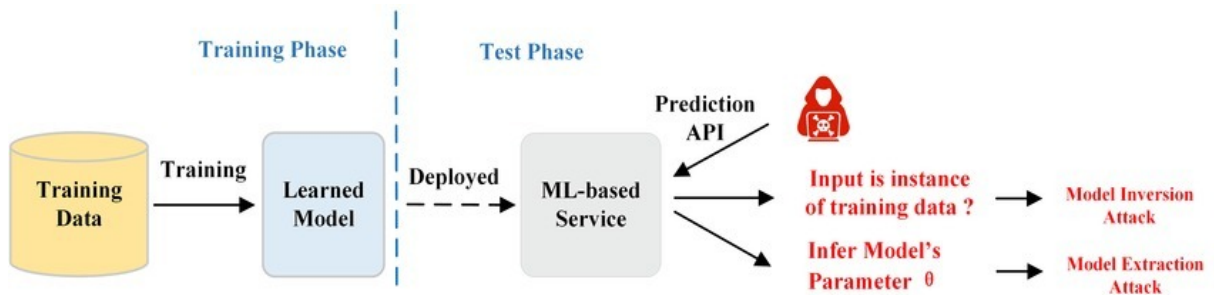 Training Phase
Test Phase
Prediction
API
Training
Data
Training
Learned
Model
Deployed
ML-based
Service
Input is instance
of training data ?
Model Inversion
Attack
Infer Model's
Parameter θ
Model Extraction
Attack